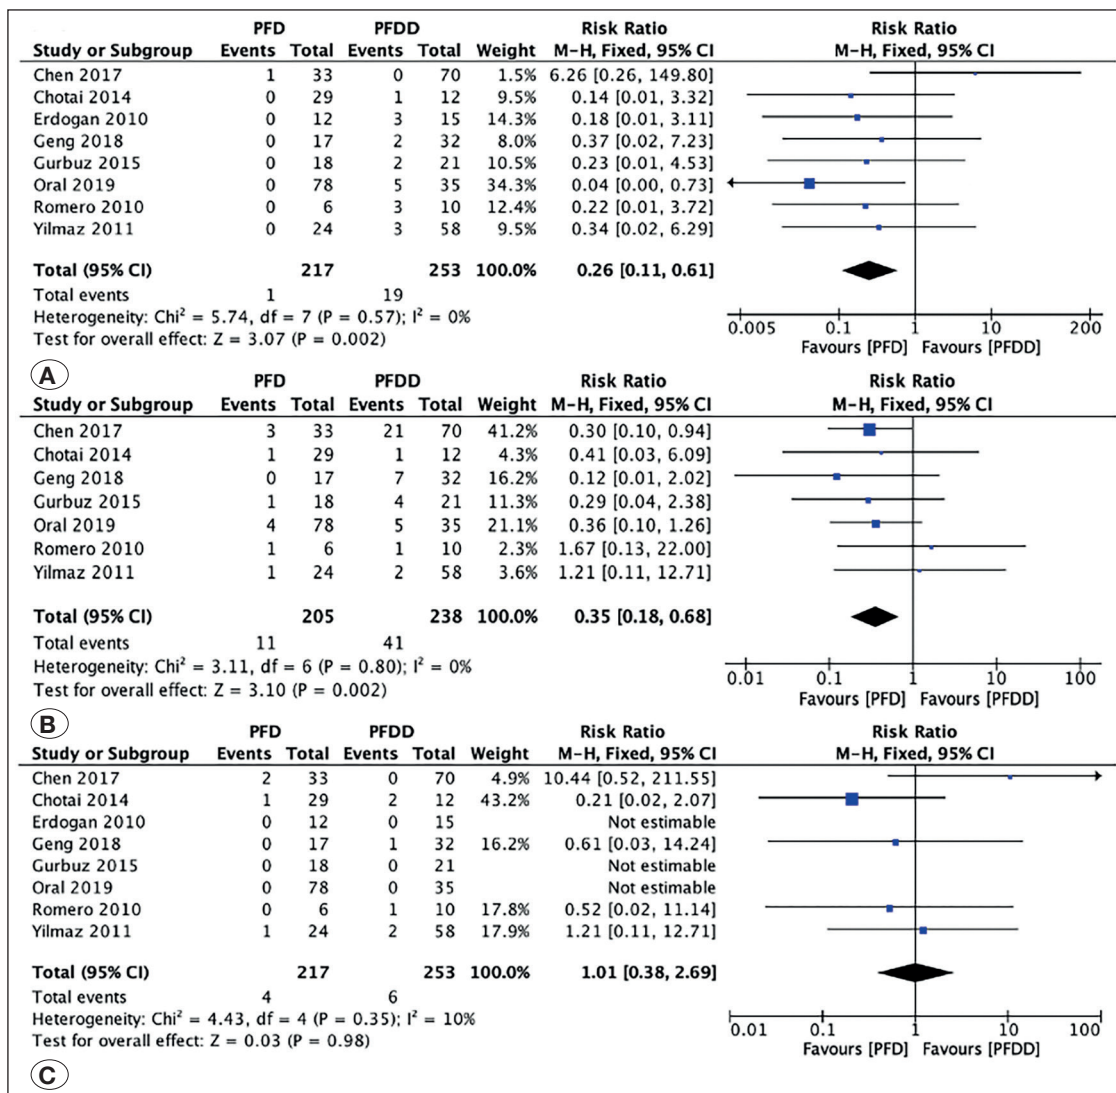 PFD PFDD Risk Ratio Risk Ratio
Study or Subgroup Events Total Events Total Weight M-H, Fixed, 95% CI M-H, Fixed, 95% CI
Chen 2017 1 33 0 70 1.5% 6.26 [0.26, 149.80]
Chotai 2014 0 29 1 12 9.5% 0.14 [0.01, 3.32]
Erdogan 2010 0 12 3 15 14.3% 0.18 [0.01, 3.11]
Geng 2018 0 17 2 32 8.0% 0.37 [0.02, 7.23]
Gurbuz 2015 0 18 2 21 10.5% 0.23 [0.01, 4.53]
Oral 2019 0 78 5 35 34.3% 0.04 [0.00, 0.73]
Romero 2010 0 6 3 10 12.4% 0.22 [0.01, 3.72]
Yilmaz 2011 0 24 3 58 9.5% 0.34 [0.02, 6.29]
Total (95% CI) 217 253 100.0% 0.26 [0.11, 0.61]
Total events 1 19
Heterogeneity: Chi² = 5.74, df = 7 (P = 0.57); I² = 0%
Test for overall effect: Z = 3.07 (P = 0.002)
0.005 0.1 1 10 200
Favours [PFD] Favours [PFDD]
A
PFD PFDD Risk Ratio Risk Ratio
Study or Subgroup Events Total Events Total Weight M-H, Fixed, 95% CI M-H, Fixed, 95% CI
Chen 2017 3 33 21 70 41.2% 0.30 [0.10, 0.94]
Chotai 2014 1 29 1 12 4.3% 0.41 [0.03, 6.09]
Geng 2018 0 17 7 32 16.2% 0.12 [0.01, 2.02]
Gurbuz 2015 1 18 4 21 11.3% 0.29 [0.04, 2.38]
Oral 2019 4 78 5 35 21.1% 0.36 [0.10, 1.26]
Romero 2010 1 6 1 10 2.3% 1.67 [0.13, 22.00]
Yilmaz 2011 1 24 2 58 3.6% 1.21 [0.11, 12.71]
Total (95% CI) 205 238 100.0% 0.35 [0.18, 0.68]
Total events 11 41
Heterogeneity: Chi² = 3.11, df = 6 (P = 0.80); I² = 0%
Test for overall effect: Z = 3.10 (P = 0.002)
0.01 0.1 1 10 100
Favours [PFD] Favours [PFDD]
B
PFD PFDD Risk Ratio Risk Ratio
Study or Subgroup Events Total Events Total Weight M-H, Fixed, 95% CI M-H, Fixed, 95% CI
Chen 2017 2 33 0 70 4.9% 10.44 [0.52, 211.55]
Chotai 2014 1 29 2 12 43.2% 0.21 [0.02, 2.07]
Erdogan 2010 0 12 0 15 Not estimable
Geng 2018 0 17 1 32 16.2% 0.61 [0.03, 14.24]
Gurbuz 2015 0 18 0 21 Not estimable
Oral 2019 0 78 0 35 Not estimable
Romero 2010 0 6 1 10 17.8% 0.52 [0.02, 11.14]
Yilmaz 2011 1 24 2 58 17.9% 1.21 [0.11, 12.71]
Total (95% CI) 217 253 100.0% 1.01 [0.38, 2.69]
Total events 4 6
Heterogeneity: Chi² = 4.43, df = 4 (P = 0.35); I² = 10%
Test for overall effect: Z = 0.03 (P = 0.98)
0.01 0.1 1 10 100
Favours [PFD] Favours [PFDD]
C